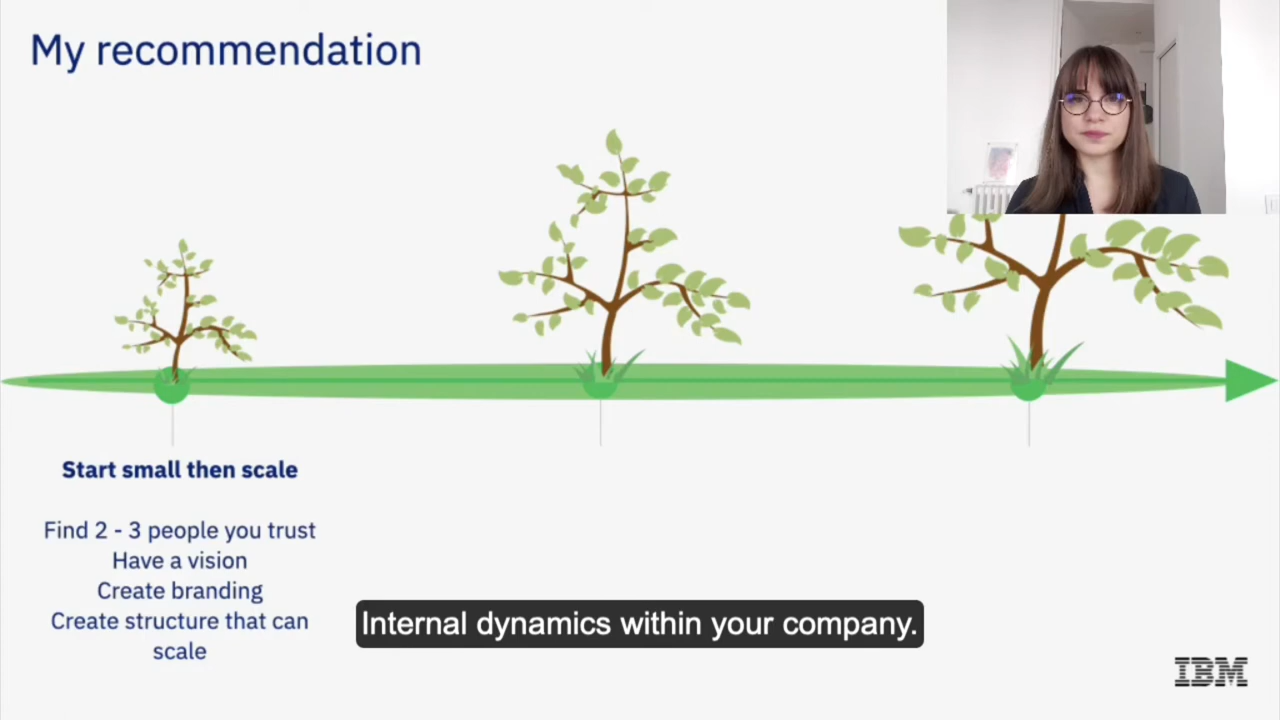 My recommendation
Start small then scale
Find 2 - 3 people you trust
Have a vision
Create branding
Create structure that can
scale
Internal dynamics within your company.
IBM